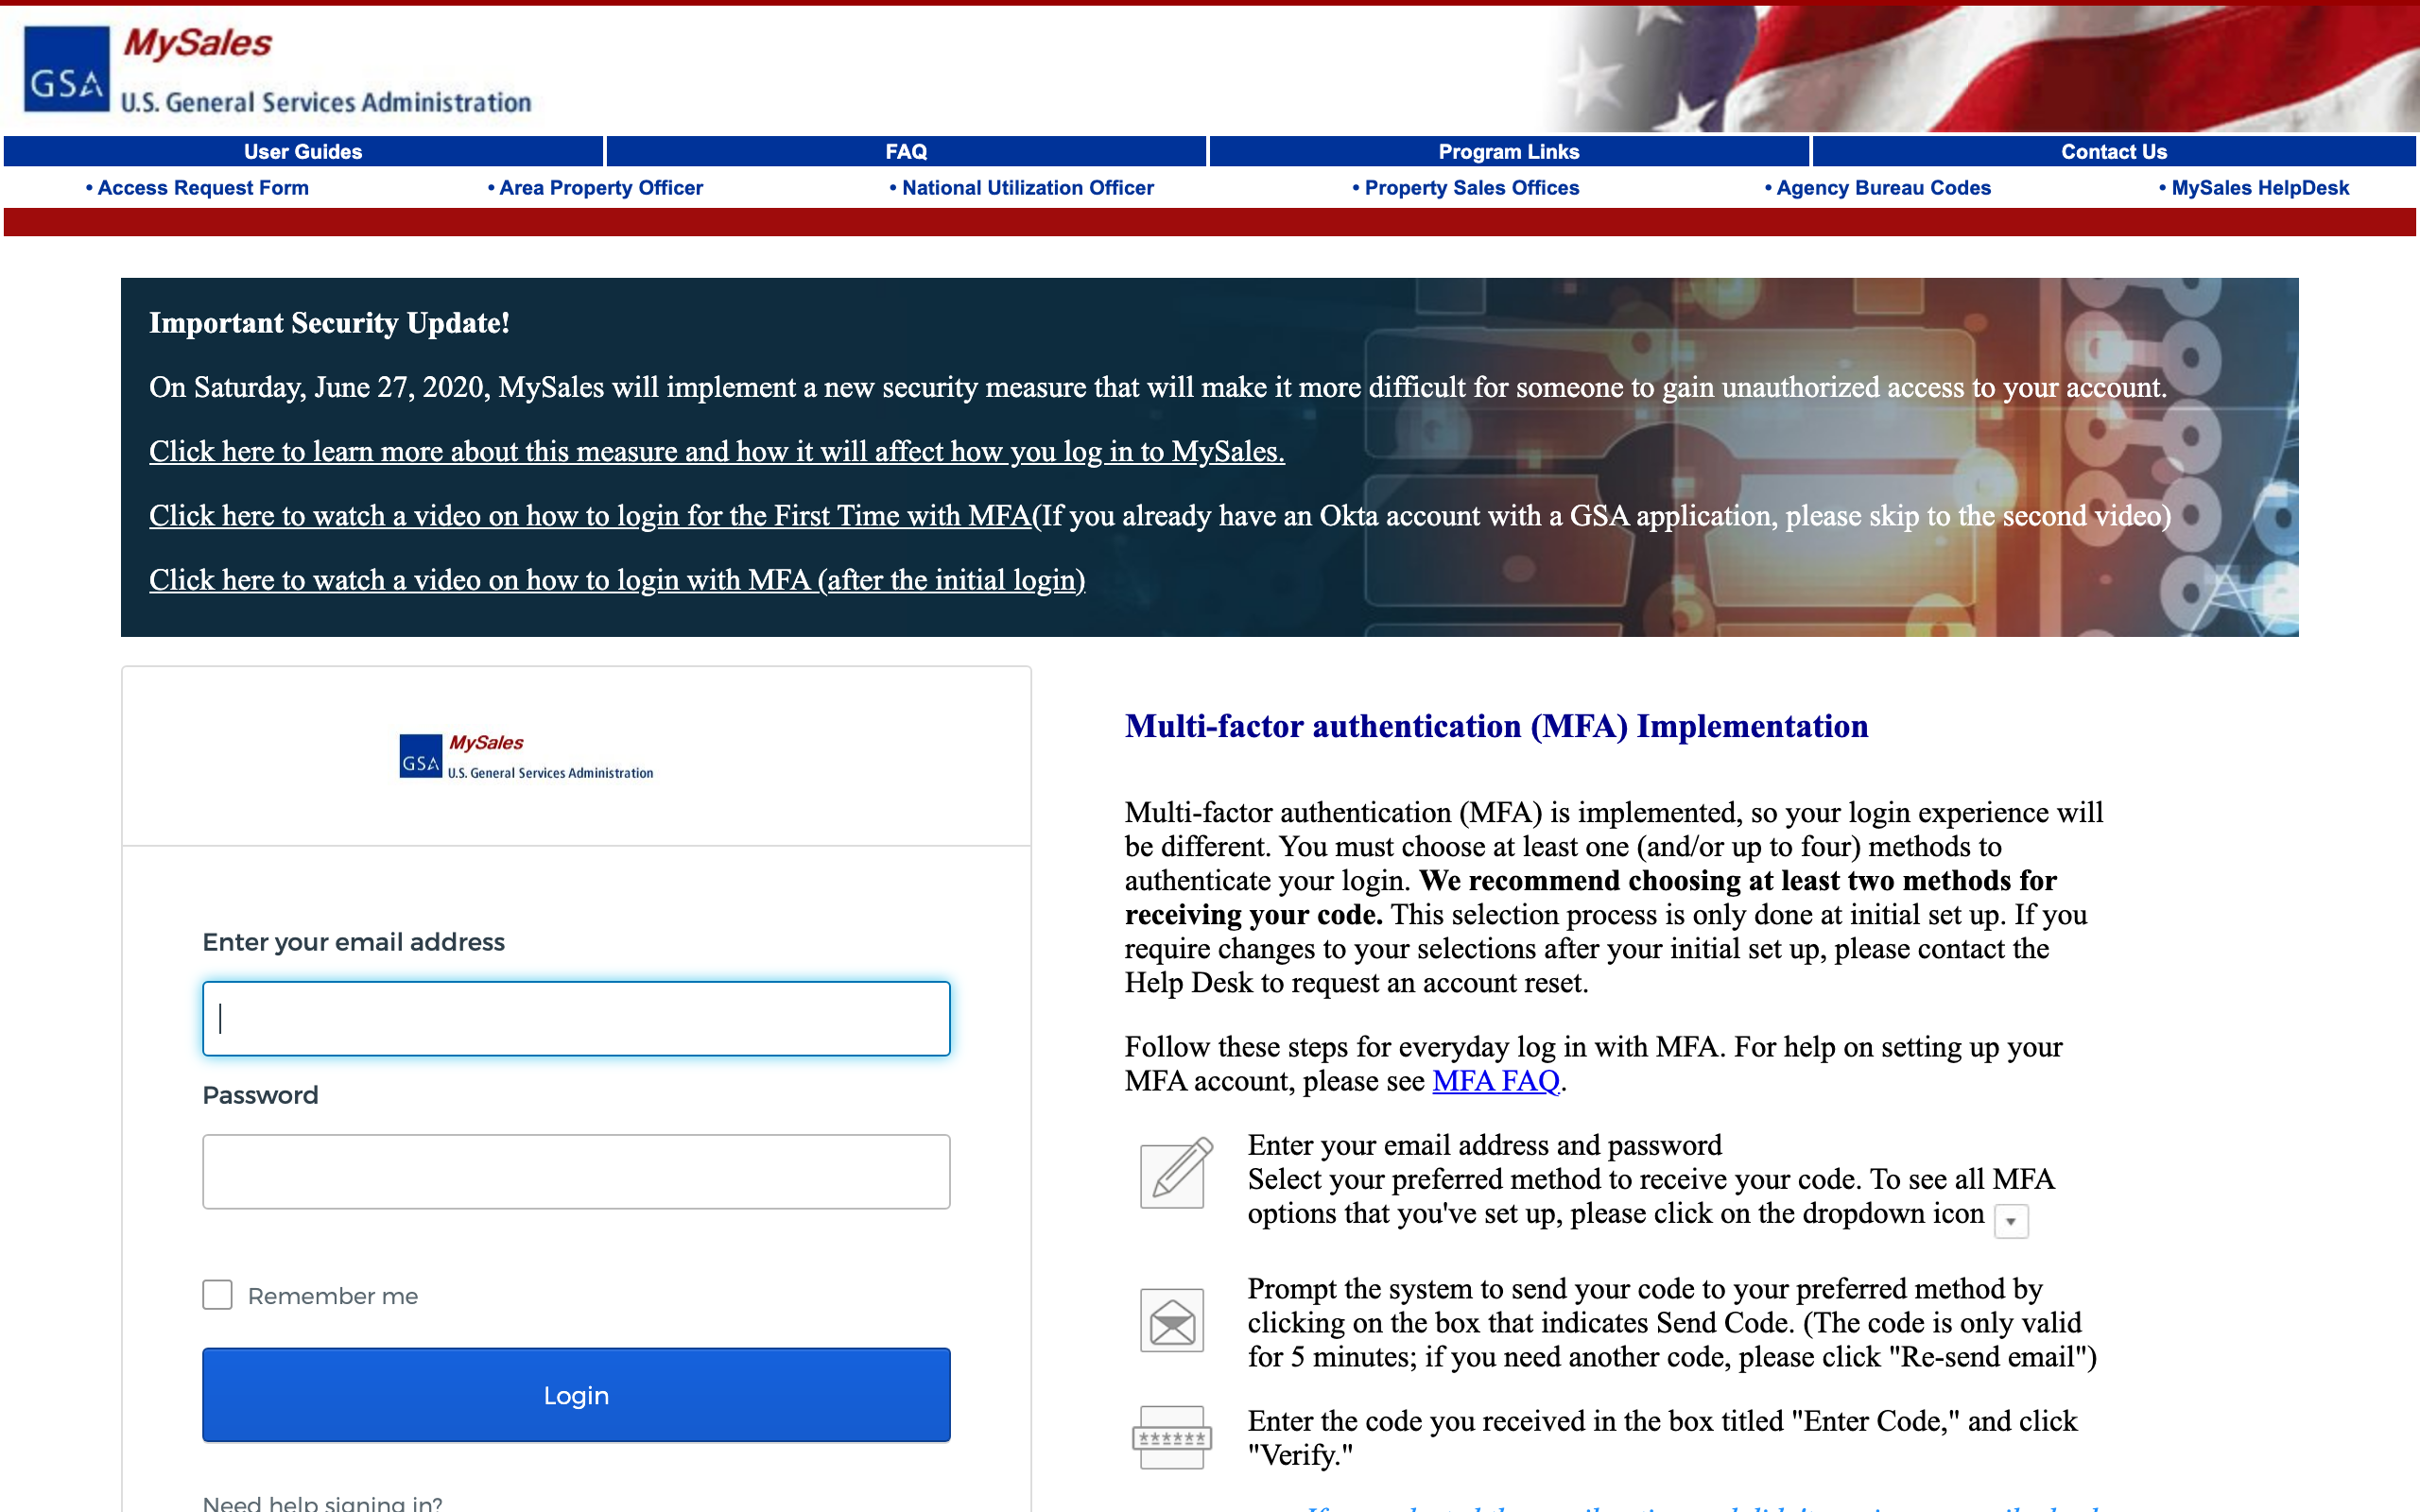 GSA
MySales
U.S. General Services Administration
User Guides
FAQ
Program Links
Contact Us
• Access Request Form
• Area Property Officer
• National Utilization Officer
• Property Sales Offices
• Agency Bureau Codes
• MySales HelpDesk
Important Security Update!
On Saturday, June 27, 2020, MySales will implement a new security measure that will make it more difficult for someone to gain unauthorized access to your account.
Click here to learn more about this measure and how it will affect how you log in to MySales.
Click here to watch a video on how to login for the First Time with MFA(If you already have an Okta account with a GSA application, please skip to the second video)
Click here to watch a video on how to login with MFA (after the initial login)
GSA
MySales
U.S. General Services Administration
Enter your email address
Password
Remember me
Login
Need help signing in?
Multi-factor authentication (MFA) Implementation
Multi-factor authentication (MFA) is implemented, so your login experience will
be different. You must choose at least one (and/or up to four) methods to
authenticate your login. We recommend choosing at least two methods for
receiving your code. This selection process is only done at initial set up. If you
require changes to your selections after your initial set up, please contact the
Help Desk to request an account reset.
Follow these steps for everyday log in with MFA. For help on setting up your
MFA account, please see MFA FAQ.
Enter your email address and password
Select your preferred method to receive your code. To see all MFA
options that you've set up, please click on the dropdown icon
Prompt the system to send your code to your preferred method by
clicking on the box that indicates Send Code. (The code is only valid
for 5 minutes; if you need another code, please click "Re-send email")
******
Enter the code you received in the box titled "Enter Code," and click
"Verify."